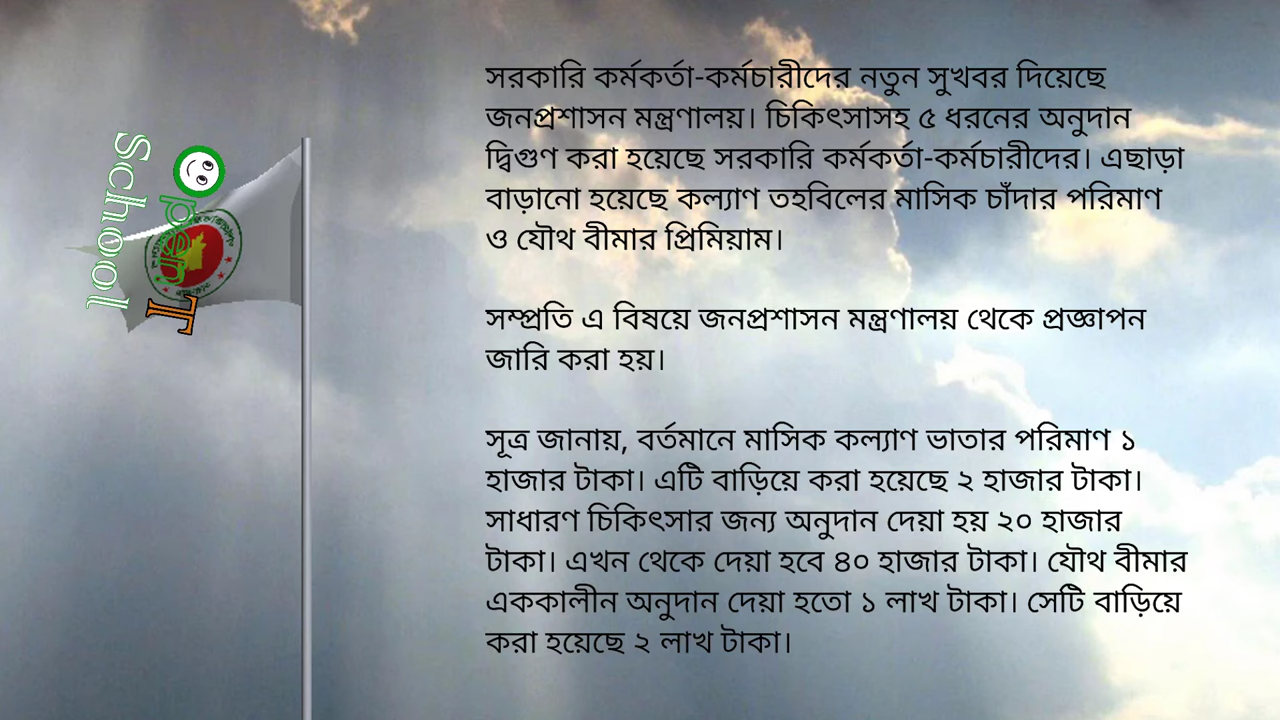 Open T
School
সরকারি কর্মকর্তা-কর্মচারীদের নতুন সুখবর দিয়েছে
জনপ্রশাসন মন্ত্রণালয়। চিকিৎসাসহ ৫ ধরনের অনুদান
দ্বিগুণ করা হয়েছে সরকারি কর্মকর্তা-কর্মচারীদের। এছাড়া
বাড়ানো হয়েছে কল্যাণ তহবিলের মাসিক চাঁদার পরিমাণ
ও যৌথ বীমার প্রিমিয়াম।
সম্প্রতি এ বিষয়ে জনপ্রশাসন মন্ত্রণালয় থেকে প্রজ্ঞাপন
জারি করা হয়।
সূত্র জানায়, বর্তমানে মাসিক কল্যাণ ভাতার পরিমাণ ১
হাজার টাকা। এটি বাড়িয়ে করা হয়েছে ২ হাজার টাকা।
সাধারণ চিকিৎসার জন্য অনুদান দেয়া হয় ২০ হাজার
টাকা। এখন থেকে দেয়া হবে ৪০ হাজার টাকা। যৌথ বীমার
এককালীন অনুদান দেয়া হতো ১ লাখ টাকা। সেটি বাড়িয়ে
করা হয়েছে ২ লাখ টাকা।